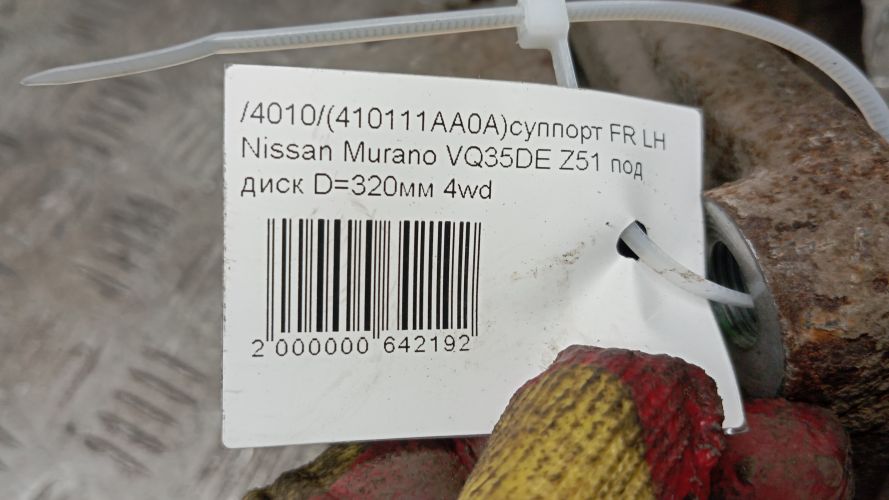 /4010/(410111AA0A)суппорт FR LH
Nissan Murano VQ35DE Z51 под
диск D=320мм 4wd
2 000000 642192